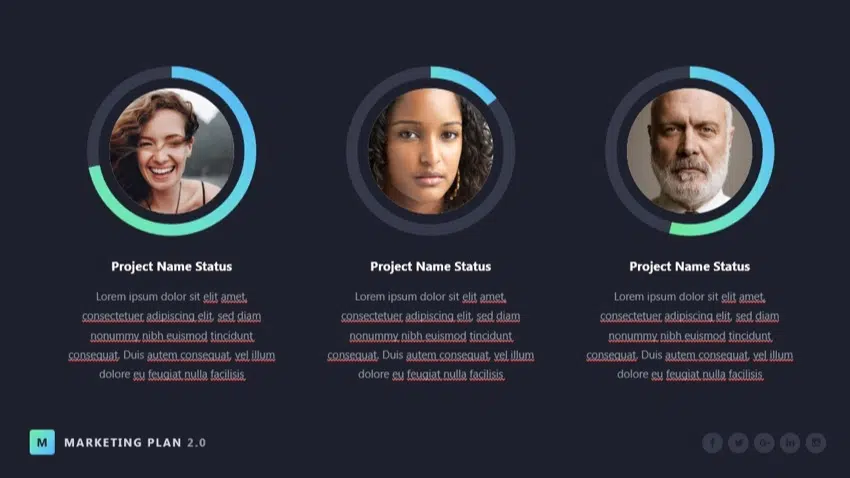 Project Name Status
Lorem ipsum dolor sit elit amet,
consectetuer adipiscing elit, sed diam
nonummy nibh euismod tincidunt
consequat, Duis autem consequat, vel illum
dolore eu feugiat nulla facilisis
Project Name Status
Lorem ipsum dolor sit elit amet,
consectetuer adipiscing elit, sed diam
nonummy nibh euismod tincidunt
consequat, Duis autem consequat, vel illum
dolore eu feugiat nulla facilisis
Project Name Status
Lorem ipsum dolor sit elit amet,
consectetuer adipiscing elit, sed diam
nonummy nibh euismod tincidunt
consequat, Duis autem consequat, vel illum
dolore eu feugiat nulla facilisis
M MARKETING PLAN 2.0